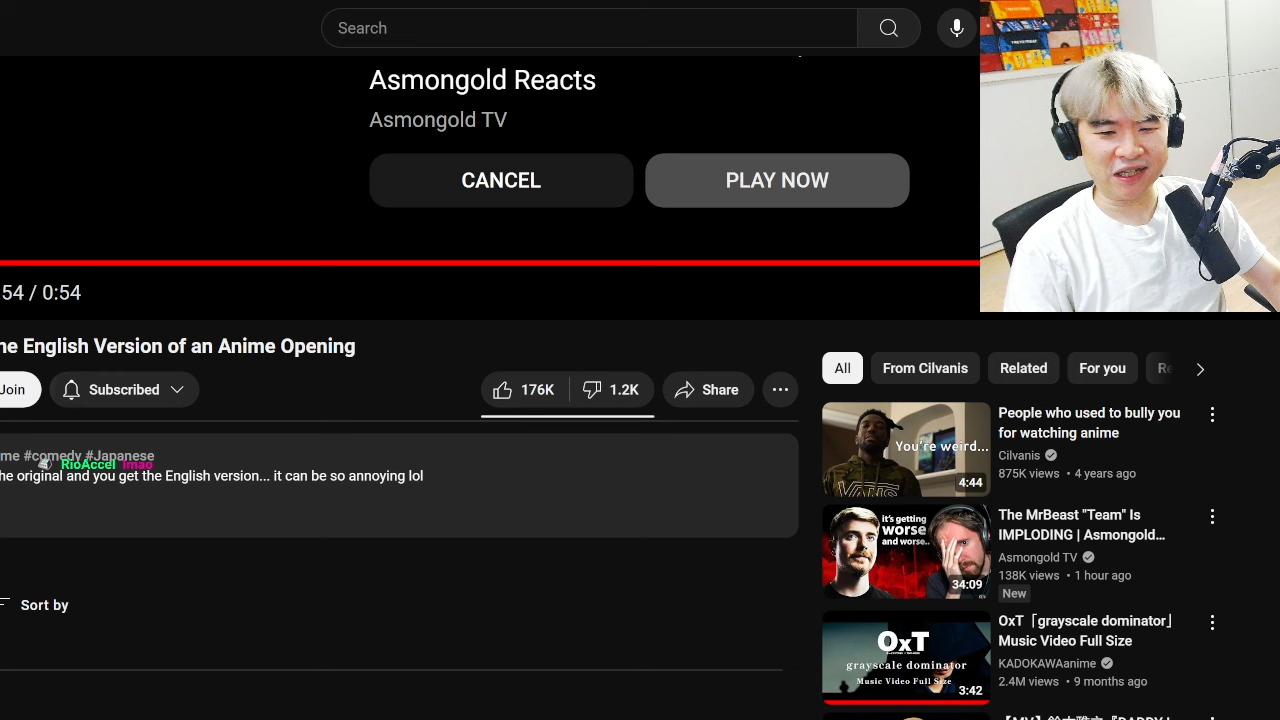 Search
Asmongold Reacts
Asmongold TV
CANCEL
PLAY NOW
54 / 0:54
he English Version of an Anime Opening
Join
Subscribed
176K
1.2K
Share
me #comedy #Japanese
RioAccel lmao
he original and you get the English version... it can be so annoying lol
Sort by
All
From Cilvanis
Related
For you
Re
You're weird...
VANS
4:44
People who used to bully you
for watching anime
Cilvanis
875K views • 4 years ago
it's getting
worse
and worse..
34:09
The MrBeast "Team" Is
IMPLODING | Asmongold...
Asmongold TV
138K views • 1 hour ago
New
OxT
grayscale dominator
Music Video Full Size
3:42
OxT「grayscale dominator」
Music Video Full Size
KADOKAWAanime
2.4M views • 9 months ago